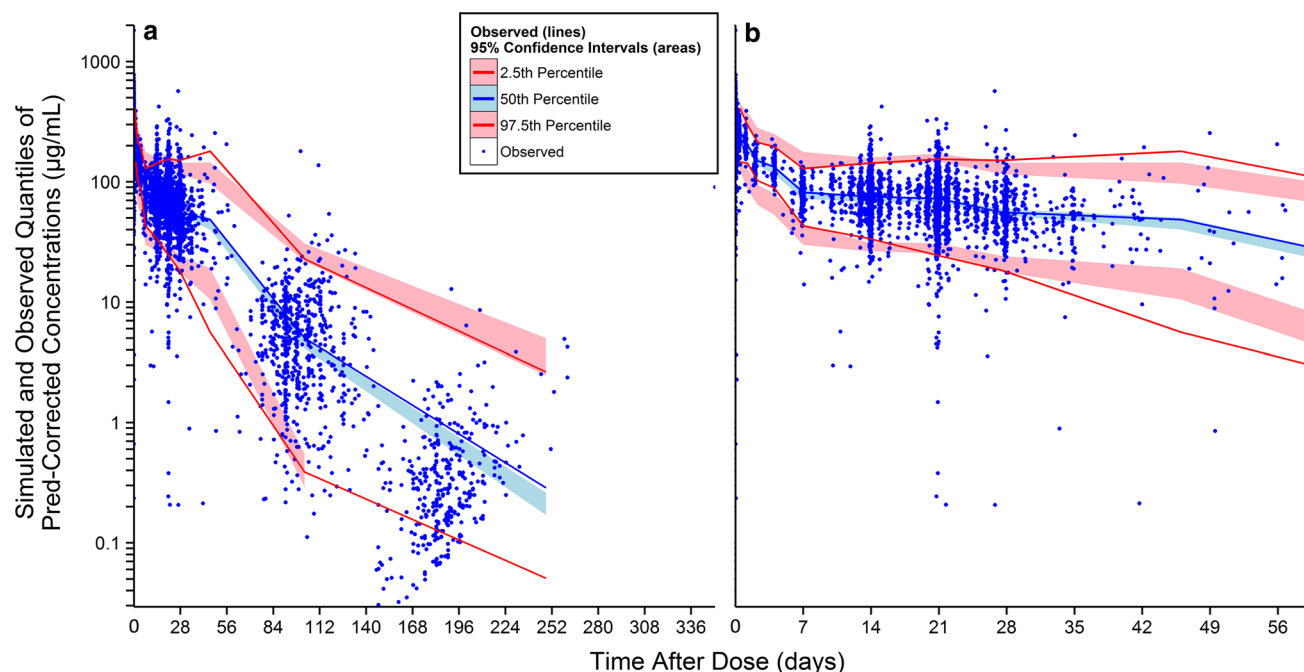 a
b
Observed (lines)
95% Confidence Intervals (areas)
2.5th Percentile
50th Percentile
97.5th Percentile
Observed
Simulated and Observed Quantiles of
Pred-Corrected Concentrations (µg/mL)
1000
100
10
1
0.1
0 28 56 84 112 140 168 196 224 252 280 308 336
0 7 14 21 28 35 42 49 56
Time After Dose (days)